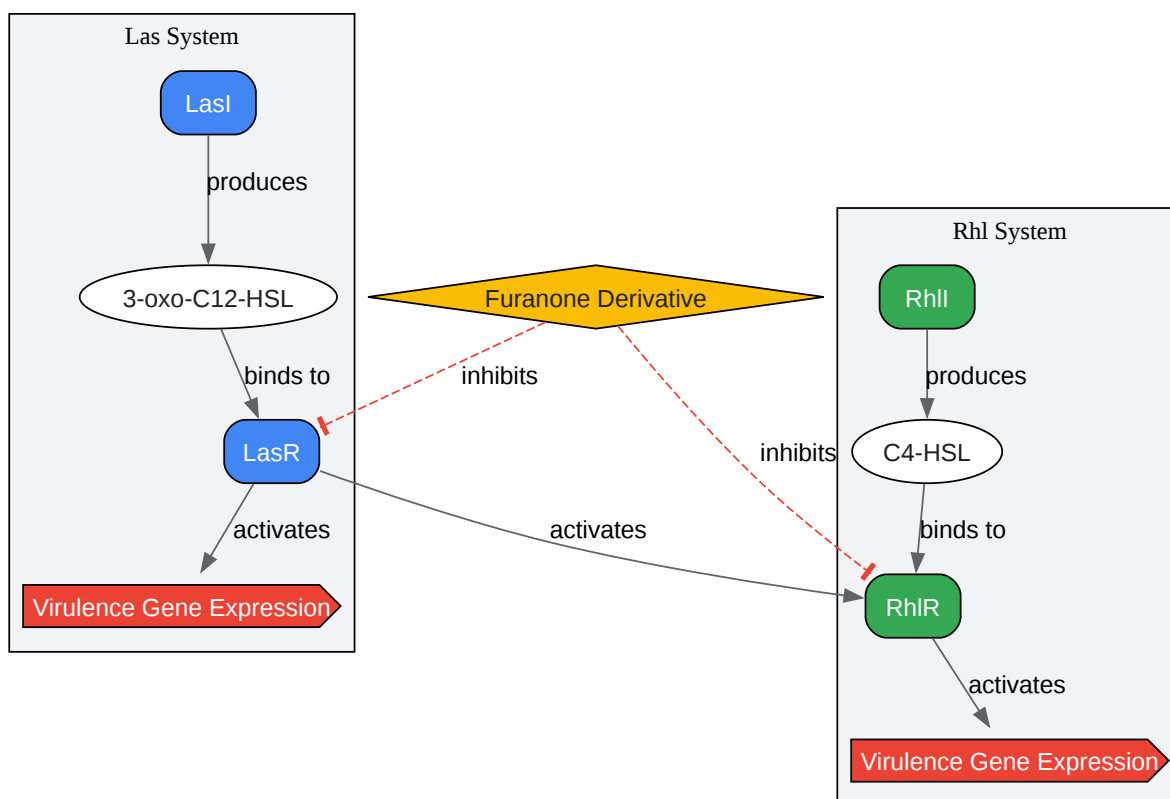 Las System
LasI
produces
3-oxo-C12-HSL
binds to
LasR
activates
Virulence Gene Expression
Furanone Derivative
inhibits
inhibits
activates
Rhl System
RhlI
produces
C4-HSL
binds to
RhlR
activates
Virulence Gene Expression